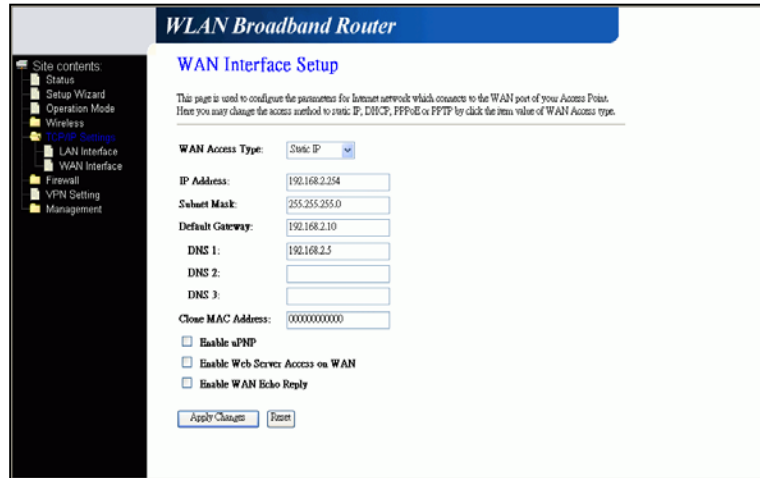 WLAN Broadband Router
Site contents:
Status
Setup Wizard
Operation Mode
Wireless
TCP/IP Settings
LAN Interface
WAN Interface
Firewall
VPN Setting
Management
WAN Interface Setup
This page is used to configure the parameters for Internet network which connects to the WAN port of your Access Point.
Here you may change the access method to static IP, DHCP, PPPoE or PPTP by click the item value of WAN Access type.
WAN Access Type: Static IP
IP Address: 192.168.2.254
Subnet Mask: 255.255.255.0
Default Gateway: 192.168.2.10
DNS 1: 192.168.2.5
DNS 2:
DNS 3:
Clone MAC Address: 000000000000
Enable uPNP
Enable Web Server Access on WAN
Enable WAN Echo Reply
Apply Changes Reset